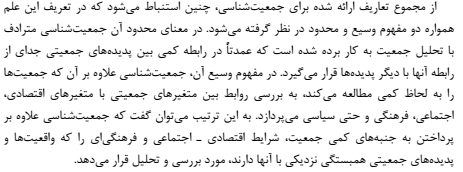 از مجموع تعاریف ارائه شده برای جمعیت‌شناسی، چنین استنباط می‌شود که در تعریف این علم
همواره دو مفهوم وسیع و محدود در نظر گرفته می‌شود. در معنای محدود آن جمعیت‌شناسی مترادف
با تحلیل جمعیت به کار برده شده است که عمدتاً در رابطه کمی بین پدیده‌های جمعیتی جدای از
رابطه آنها با دیگر پدیده‌ها قرار می‌گیرد. در مفهوم وسیع آن، جمعیت‌شناسی علاوه بر آن که جمعیت‌ها
را به لحاظ کمی مطالعه می‌کند، به بررسی روابط بین متغیرهای جمعیتی با متغیرهای اقتصادی،
اجتماعی، فرهنگی و حتی سیاسی می‌پردازد. به این ترتیب می‌توان گفت که جمعیت‌شناسی علاوه بر
پرداختن به جنبه‌های کمی جمعیت، شرایط اقتصادی ـ اجتماعی و فرهنگی‌ای را که واقعیت‌ها و
پدیده‌های جمعیتی همبستگی نزدیکی با آنها دارند، مورد بررسی و تحلیل قرار می‌دهد.